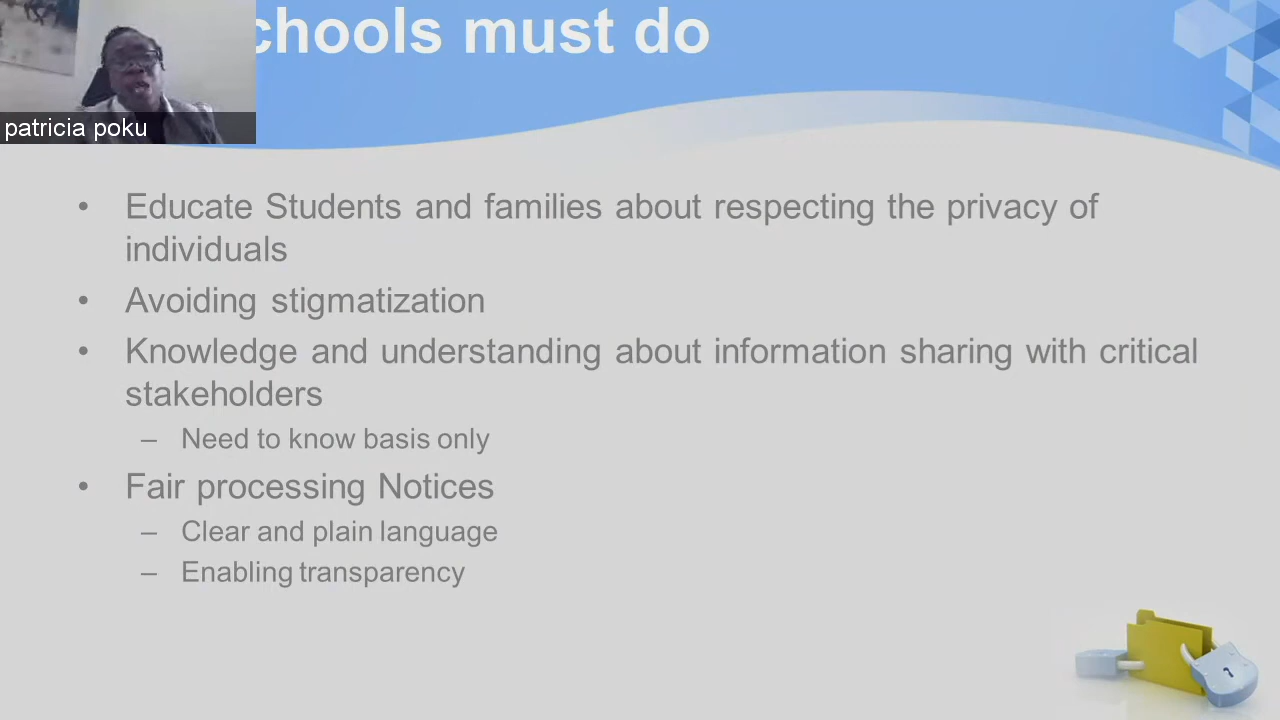 chools must do
patricia poku
• Educate Students and families about respecting the privacy of
individuals
• Avoiding stigmatization
• Knowledge and understanding about information sharing with critical
stakeholders
– Need to know basis only
• Fair processing Notices
– Clear and plain language
– Enabling transparency